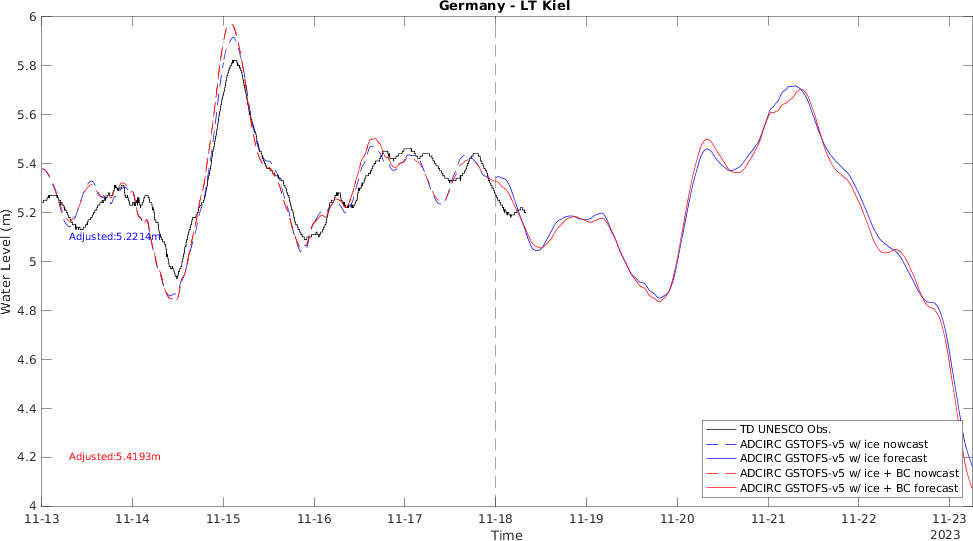 Germany - LT Kiel
6
5.8
5.6
5.4
5.2
5
4.8
4.6
4.4
4.2
4
Water Level (m)
Adjusted:5.2214m
Adjusted:5.4193m
TD UNESCO Obs.
ADCIRC GSTOFS-v5 w/ ice nowcast
ADCIRC GSTOFS-v5 w/ ice forecast
ADCIRC GSTOFS-v5 w/ ice + BC nowcast
ADCIRC GSTOFS-v5 w/ ice + BC forecast
11-13 11-14 11-15 11-16 11-17 11-18 11-19 11-20 11-21 11-22 11-23
2023
Time